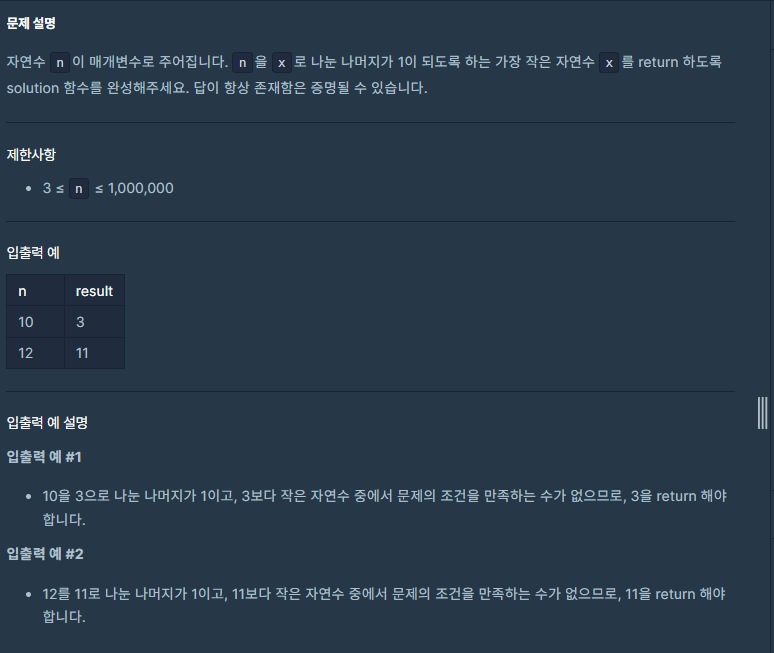 문제 설명
자연수 n이 매개변수로 주어집니다. n을 x로 나눈 나머지가 1이 되도록 하는 가장 작은 자연수 x를 return 하도록
solution 함수를 완성해주세요. 답이 항상 존재함은 증명될 수 있습니다.
제한사항
• 3 ≤ n ≤ 1,000,000
입출력 예
n result
10 3
12 11
입출력 예 설명
입출력 예 #1
• 10을 3으로 나눈 나머지가 1이고, 3보다 작은 자연수 중에서 문제의 조건을 만족하는 수가 없으므로, 3을 return 해야
합니다.
입출력 예 #2
• 12를 11로 나눈 나머지가 1이고, 11보다 작은 자연수 중에서 문제의 조건을 만족하는 수가 없으므로, 11을 return 해야
합니다.